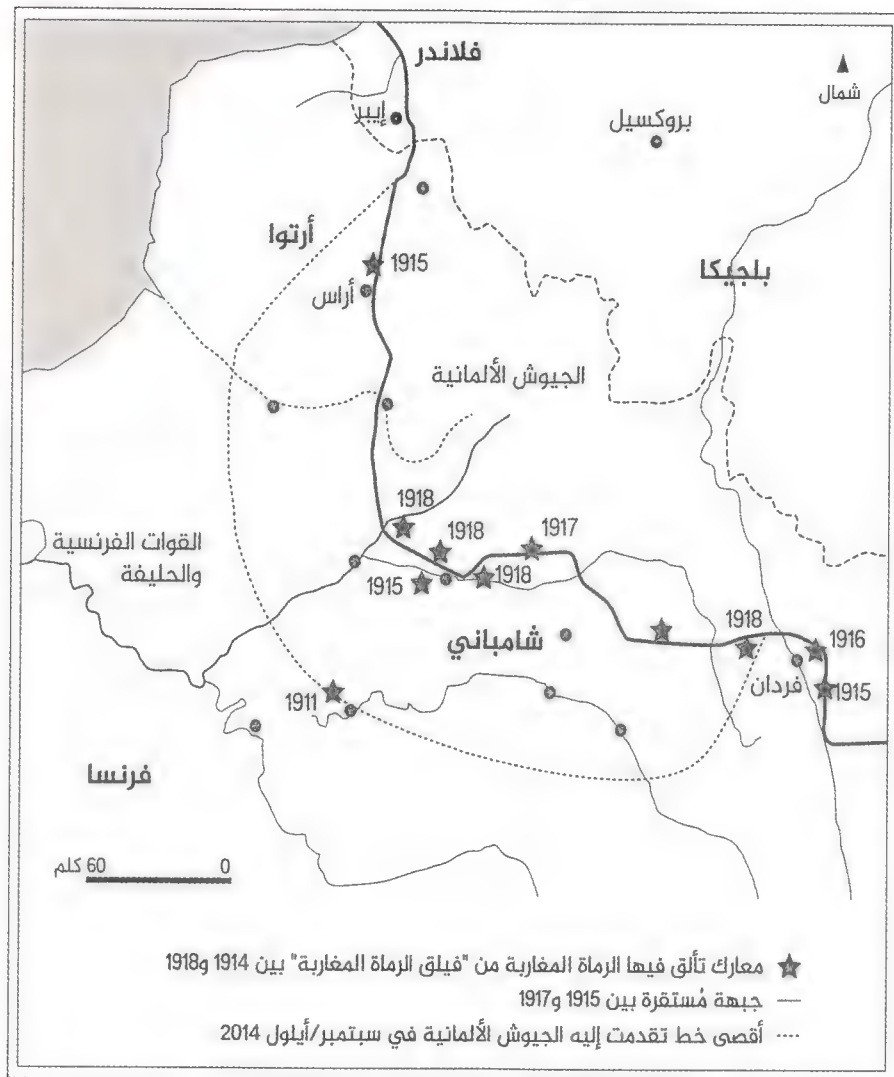 فلاندر
شمال
إيبر
بروكسيل
أرتوا
1915
بلجيكا
أراس
الجيوش الألمانية
1918
1918
1917
القوات الفرنسية
والحليفة
1915
1918
شامباني
1918
1916
فردان
1915
1911
فرنسا
60 كلم
0
معارك تألق فيها الرماة المغاربة من "فيلق الرماة المغاربة" بين 1914 و1918
جبهة مُستقرة بين 1915 و1917
أقصى خط تقدمت إليه الجيوش الألمانية في سبتمبر/أيلول 2014